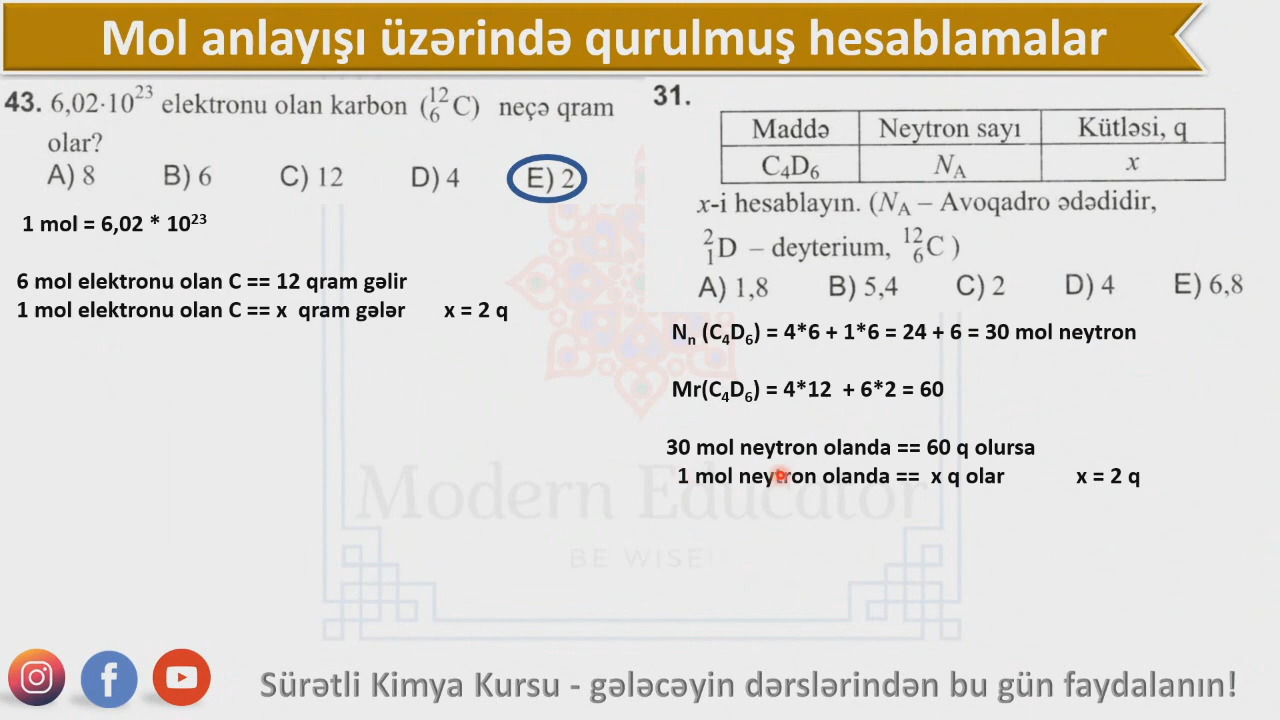 Mol anlayışı üzərində qurulmuş hesablamalar
43. 6,02·10²³ elektronu olan karbon (¹²₆C) neçə qram
olar?
A) 8 B) 6 C) 12 D) 4 E) 2
1 mol = 6,02 * 10²³
6 mol elektronu olan C == 12 qram gəlir
1 mol elektronu olan C == x qram gələr x = 2 q
31.
Maddə Neytron sayı Kütləsi, q
C₄D₆ N_A x
x-i hesablayın. (N_A – Avoqadro ədədidir,
²₁D – deyterium, ¹²₆C )
A) 1,8 B) 5,4 C) 2 D) 4 E) 6,8
Nₙ (C₄D₆) = 4*6 + 1*6 = 24 + 6 = 30 mol neytron
Mr(C₄D₆) = 4*12 + 6*2 = 60
30 mol neytron olanda == 60 q olursa
1 mol neytron olanda == x q olar x = 2 q
Modern Educator
BE WISE!
Sürətli Kimya Kursu - gələcəyin dərslərindən bu gün faydalanın!